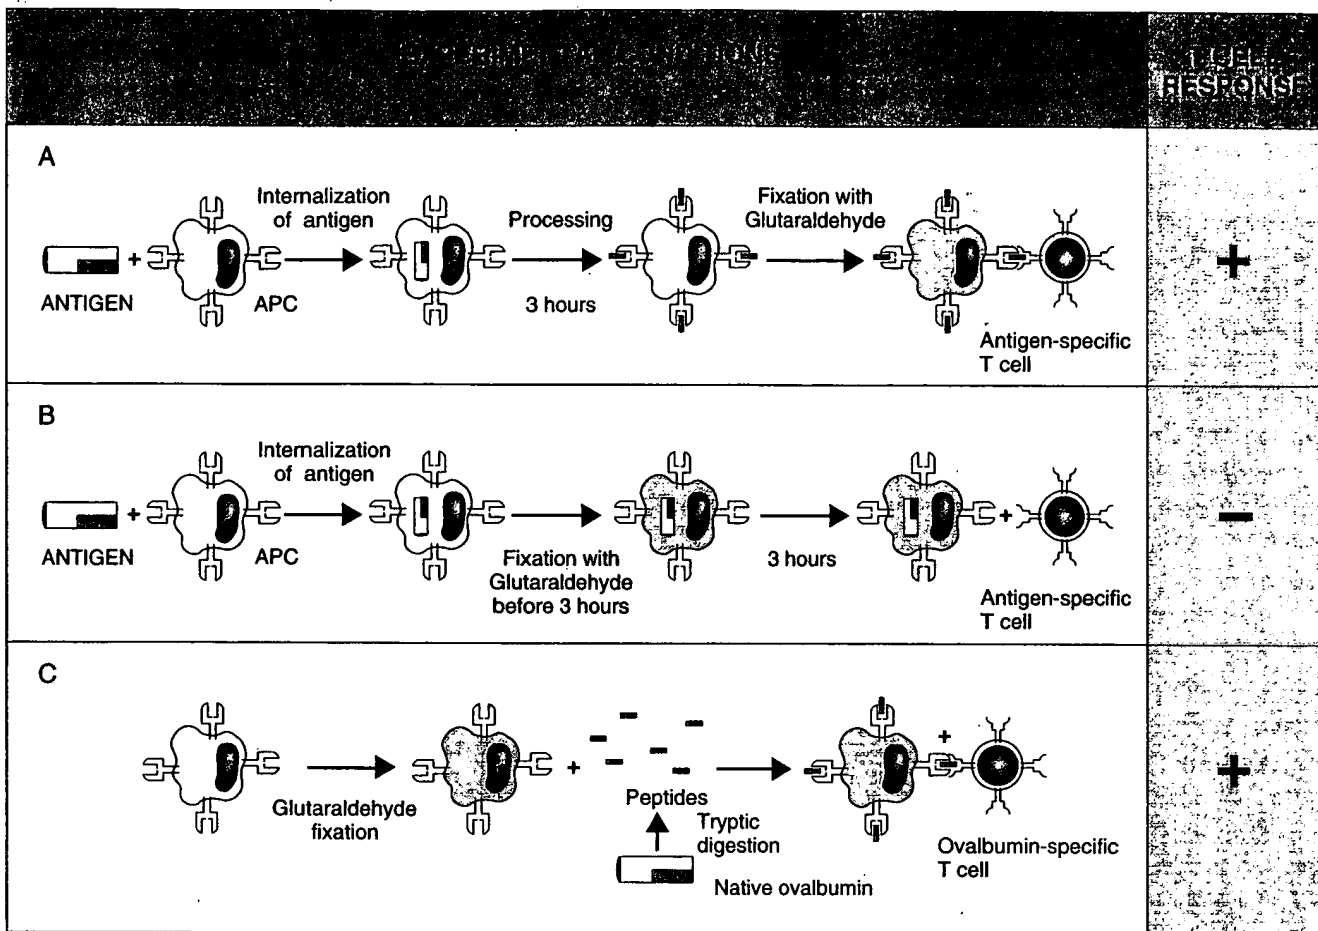 T CELL
RESPONSE
A
Internalization
of antigen
Processing
Fixation with
Glutaraldehyde
+
ANTIGEN
APC
3 hours
Antigen-specific
T cell
+
B
Internalization
of antigen
+
ANTIGEN
APC
Fixation with
Glutaraldehyde
before 3 hours
3 hours
+
Antigen-specific
T cell
−
C
Glutaraldehyde
fixation
+
Peptides
Tryptic
digestion
Native ovalbumin
+
Ovalbumin-specific
T cell
+